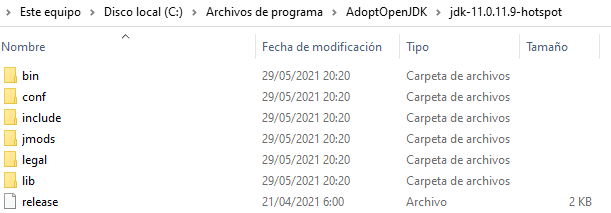 Este equipo > Disco local (C:) > Archivos de programa > AdoptOpenJDK > jdk-11.0.11.9-hotspot
Nombre Fecha de modificación Tipo Tamaño
bin 29/05/2021 20:20 Carpeta de archivos
conf 29/05/2021 20:20 Carpeta de archivos
include 29/05/2021 20:20 Carpeta de archivos
jmods 29/05/2021 20:20 Carpeta de archivos
legal 29/05/2021 20:20 Carpeta de archivos
lib 29/05/2021 20:20 Carpeta de archivos
release 21/04/2021 6:00 Archivo 2 KB